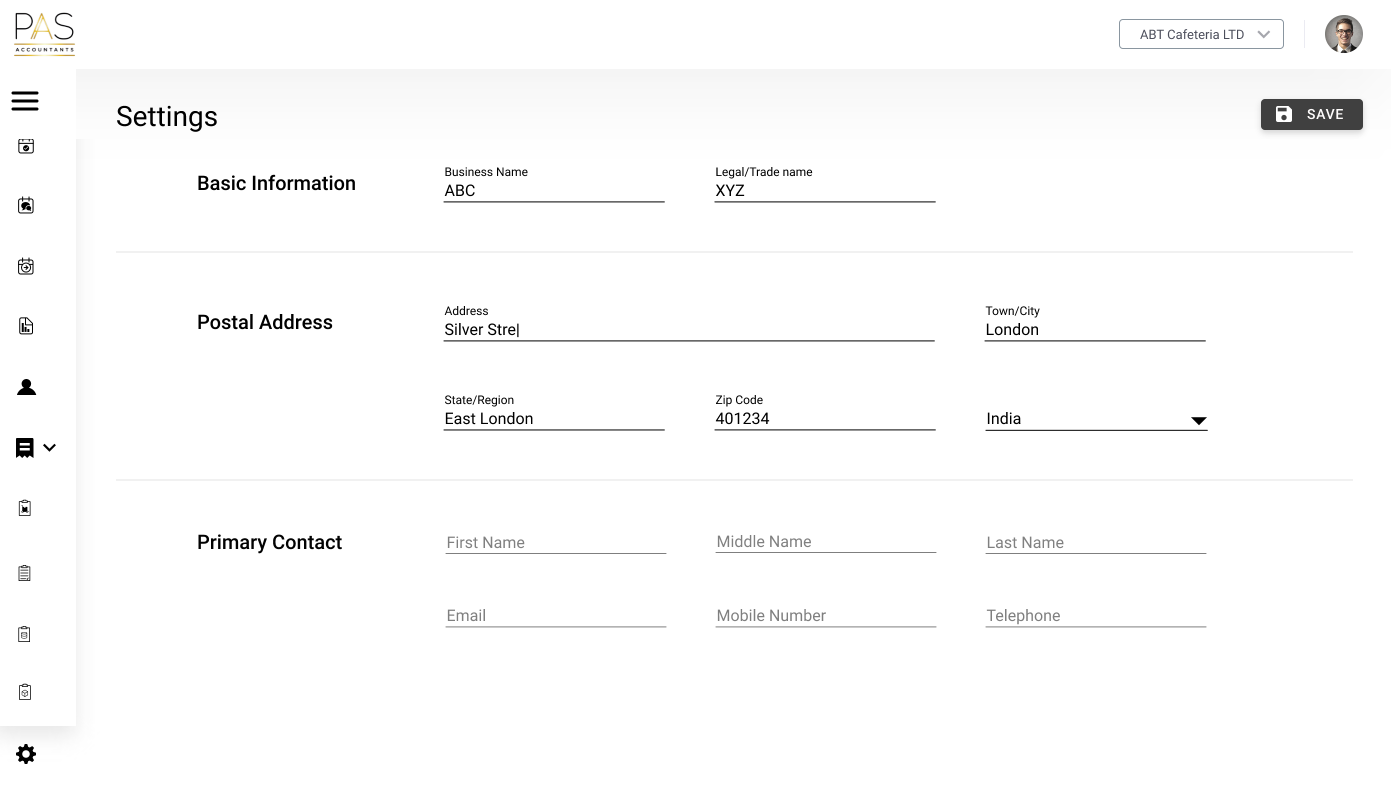 PAS
ACCOUNTANTS
ABT Cafeteria LTD
Settings
SAVE
Basic Information
Business Name
ABC
Legal/Trade name
XYZ
Postal Address
Address
Silver Stre|
Town/City
London
State/Region
East London
Zip Code
401234
India
Primary Contact
First Name
Middle Name
Last Name
Email
Mobile Number
Telephone